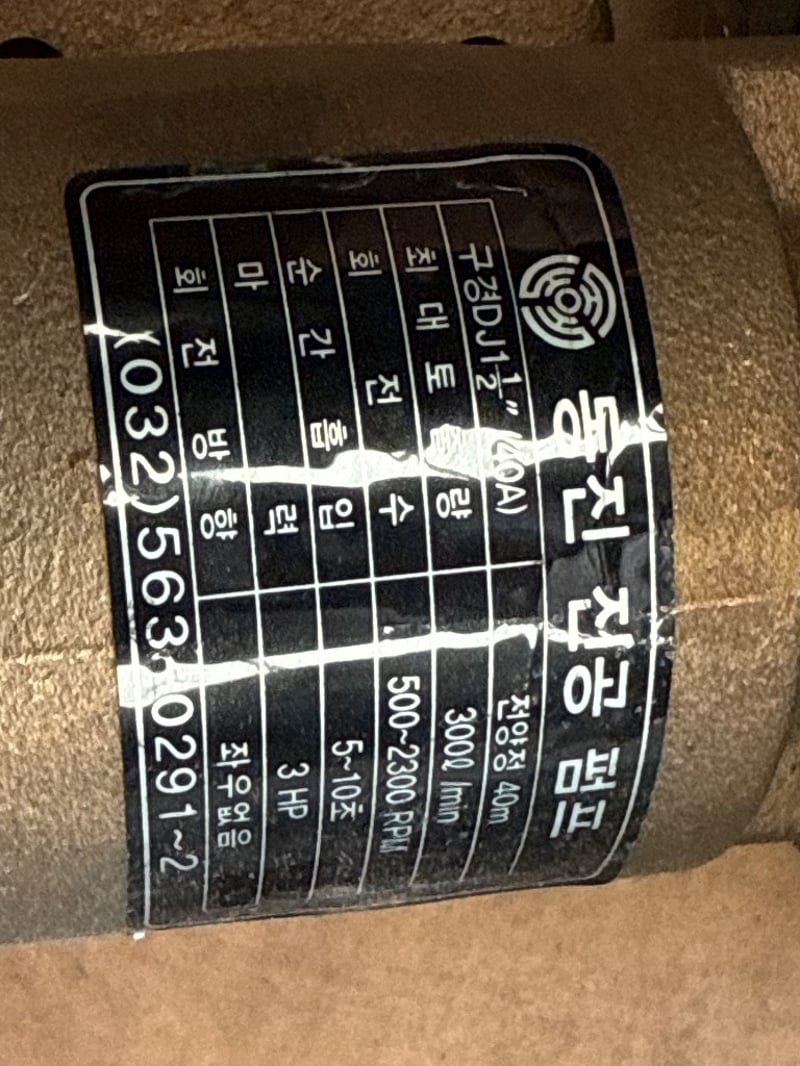 동진 진공 펌프
구경DJ1 1/2" (40A) 전양정 40m
최대토출량 300ℓ/min
회전수 500~2300 RPM
순간흡입 5~10초
마력 3 HP
회전방향 좌우없음
(032)563-0291~2